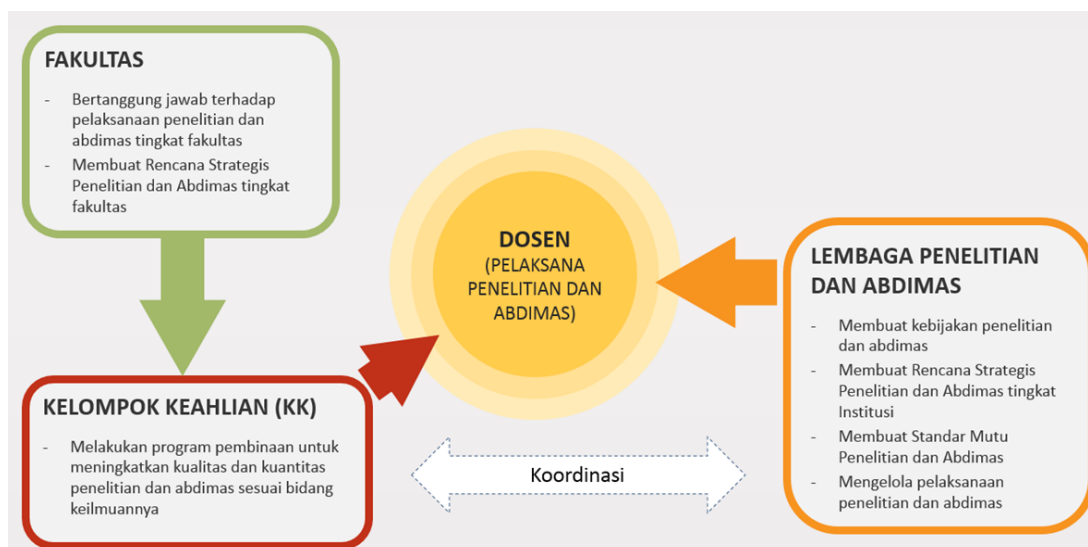 FAKULTAS
- Bertanggung jawab terhadap
pelaksanaan penelitian dan
abdimas tingkat fakultas
- Membuat Rencana Strategis
Penelitian dan Abdimas tingkat
fakultas
DOSEN
(PELAKSANA
PENELITIAN DAN
ABDIMAS)
LEMBAGA PENELITIAN
DAN ABDIMAS
- Membuat kebijakan penelitian
dan abdimas
- Membuat Rencana Strategis
Penelitian dan Abdimas tingkat
Institusi
- Membuat Standar Mutu
Penelitian dan Abdimas
- Mengelola pelaksanaan
penelitian dan abdimas
KELOMPOK KEAHLIAN (KK)
- Melakukan program pembinaan untuk
meningkatkan kualitas dan kuantitas
penelitian dan abdimas sesuai bidang
keilmuannya
Koordinasi